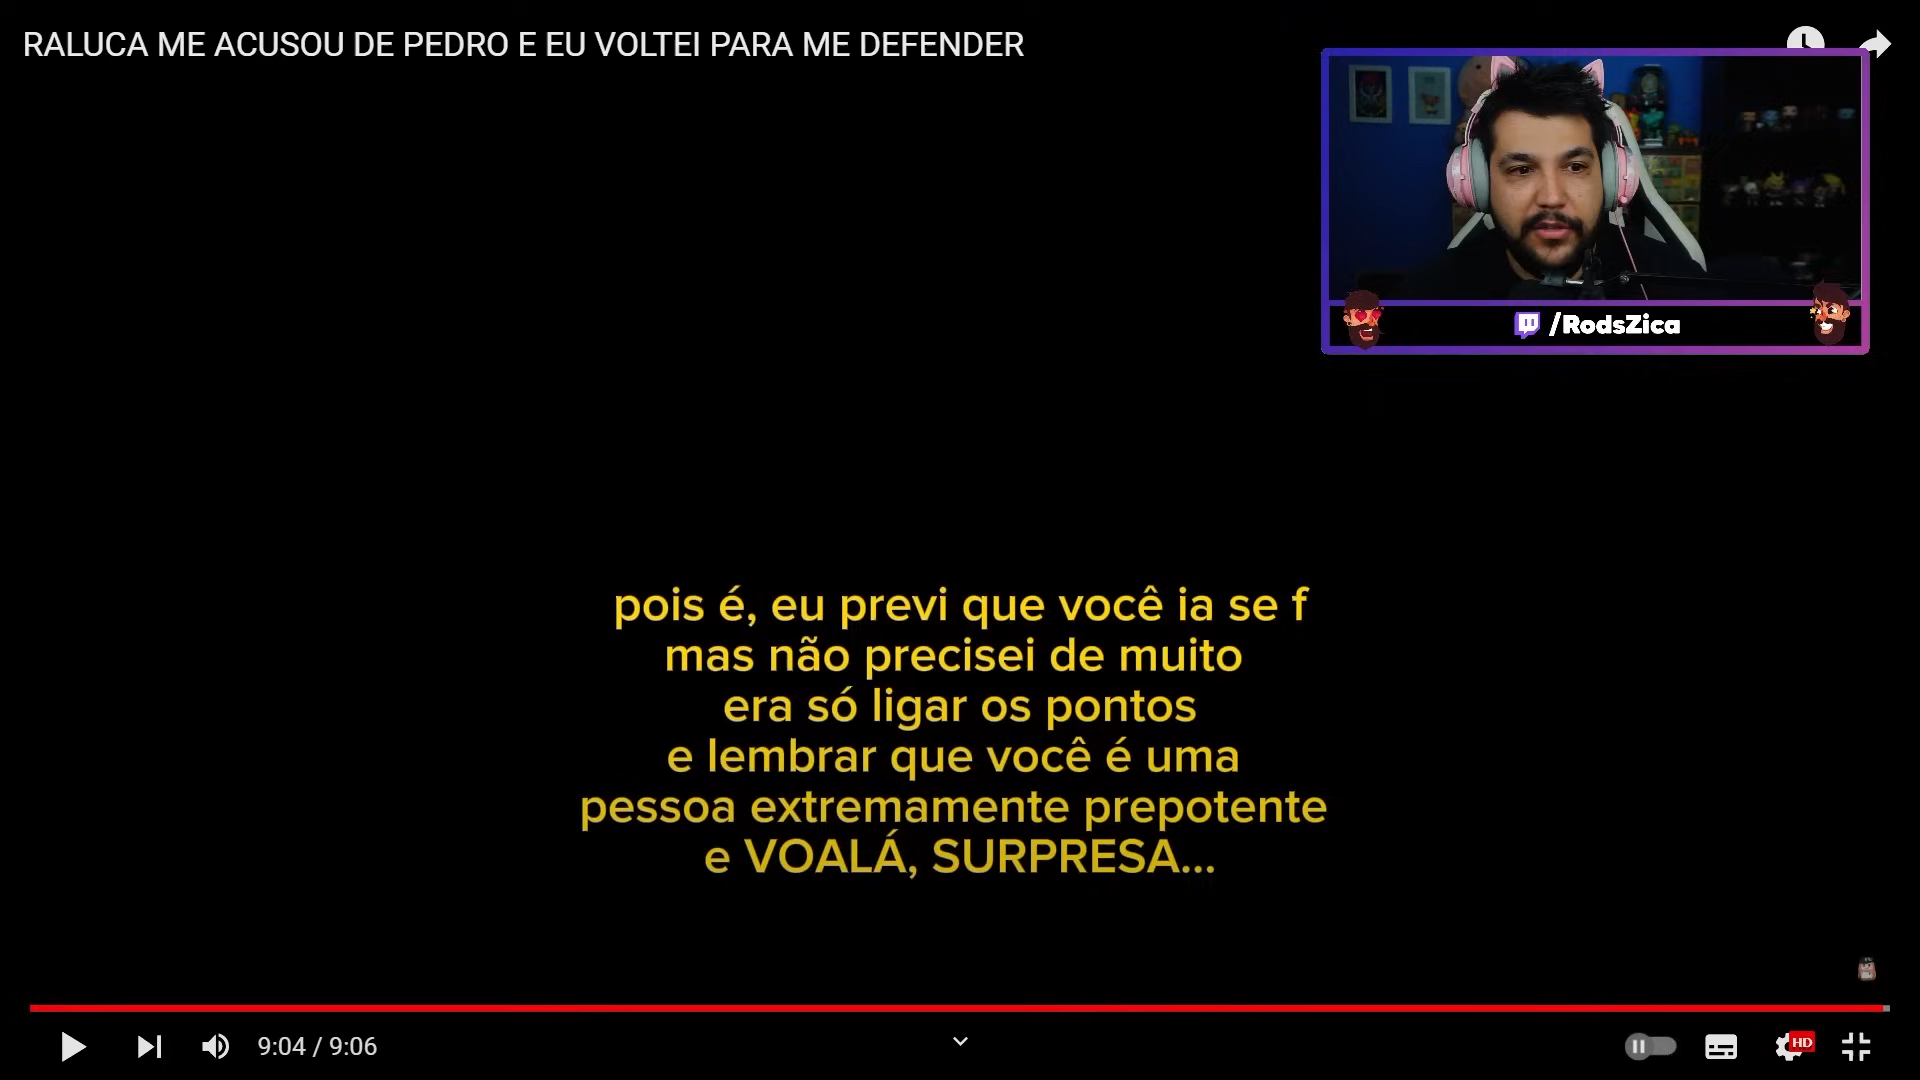 RALUCA ME ACUSOU DE PEDRO E EU VOLTEI PARA ME DEFENDER
/RodsZica
pois é, eu previ que você ia se f
mas não precisei de muito
era só ligar os pontos
e lembrar que você é uma
pessoa extremamente prepotente
e VOALÁ, SURPRESA...
9:04 / 9:06
HD